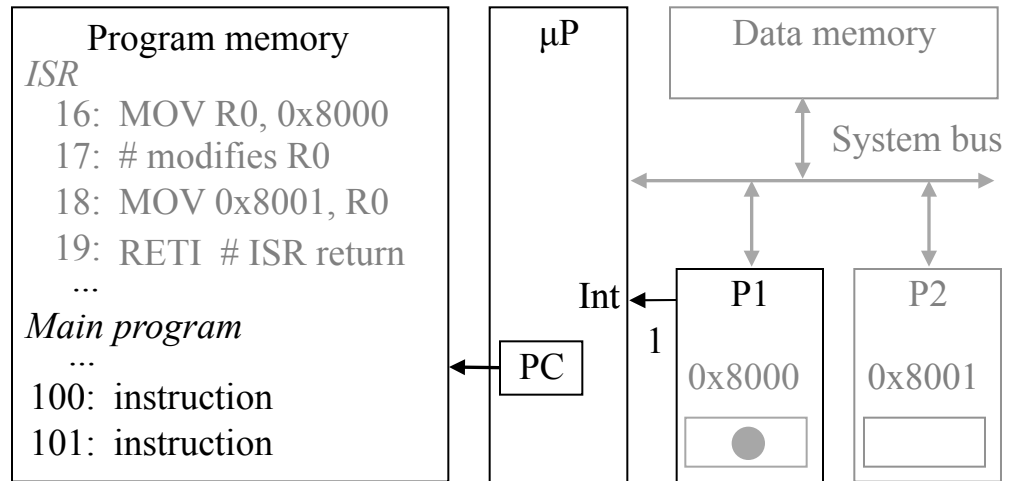 Program memory
ISR
16: MOV R0, 0x8000
17: # modifies R0
18: MOV 0x8001, R0
19: RETI # ISR return
...
Main program
...
100: instruction
101: instruction
μP
Int
PC
1
Data memory
System bus
P1
0x8000
P2
0x8001